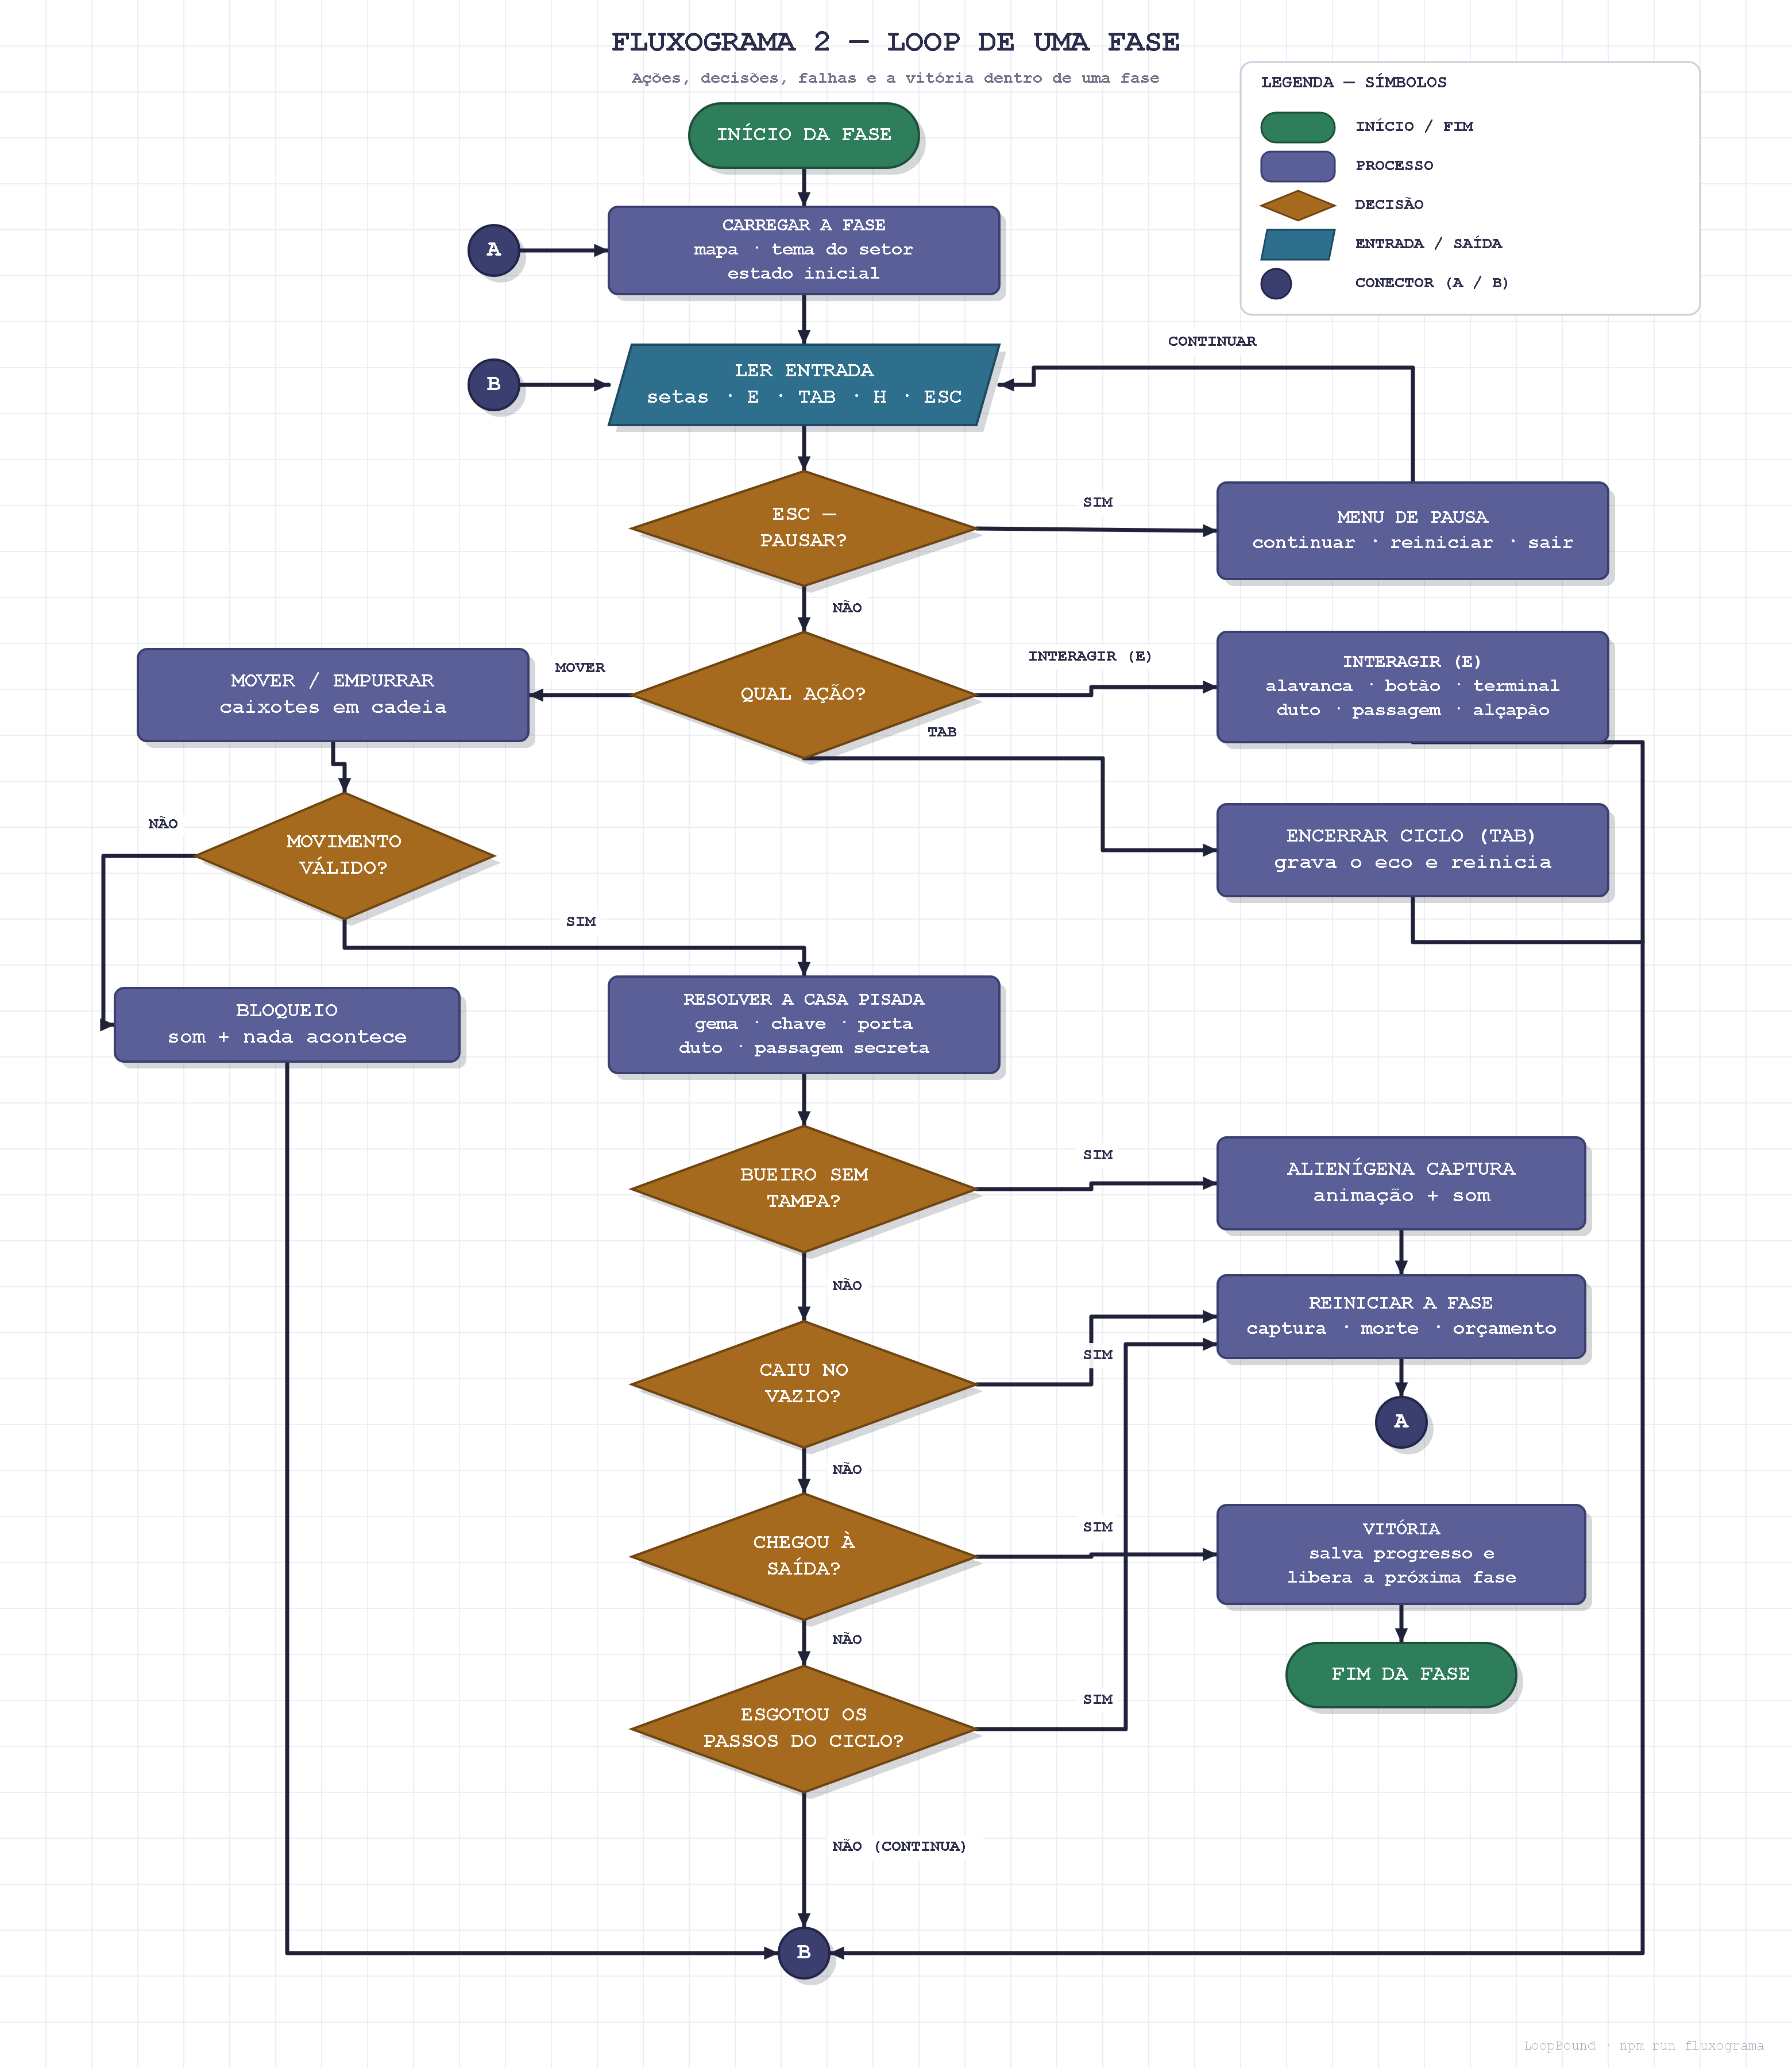 FLUXOGRAMA 2 — LOOP DE UMA FASE
Ações, decisões, falhas e a vitória dentro de uma fase
LEGENDA — SÍMBOLOS
INÍCIO / FIM
PROCESSO
DECISÃO
ENTRADA / SAÍDA
CONECTOR (A / B)
INÍCIO DA FASE
A
CARREGAR A FASE
mapa · tema do setor
estado inicial
CONTINUAR
B
LER ENTRADA
setas · E · TAB · H · ESC
ESC —
PAUSAR?
SIM
MENU DE PAUSA
continuar · reiniciar · sair
NÃO
MOVER / EMPURRAR
caixotes em cadeia
MOVER
QUAL AÇÃO?
INTERAGIR (E)
INTERAGIR (E)
alavanca · botão · terminal
duto · passagem · alçapão
TAB
ENCERRAR CICLO (TAB)
grava o eco e reinicia
NÃO
MOVIMENTO
VÁLIDO?
SIM
BLOQUEIO
som + nada acontece
RESOLVER A CASA PISADA
gema · chave · porta
duto · passagem secreta
BUEIRO SEM
TAMPA?
SIM
ALIENÍGENA CAPTURA
animação + som
NÃO
REINICIAR A FASE
captura · morte · orçamento
CAIU NO
VAZIO?
SIM
A
NÃO
CHEGOU À
SAÍDA?
SIM
VITÓRIA
salva progresso e
libera a próxima fase
NÃO
FIM DA FASE
ESGOTOU OS
PASSOS DO CICLO?
SIM
NÃO (CONTINUA)
B
LoopBound · npm run fluxograma